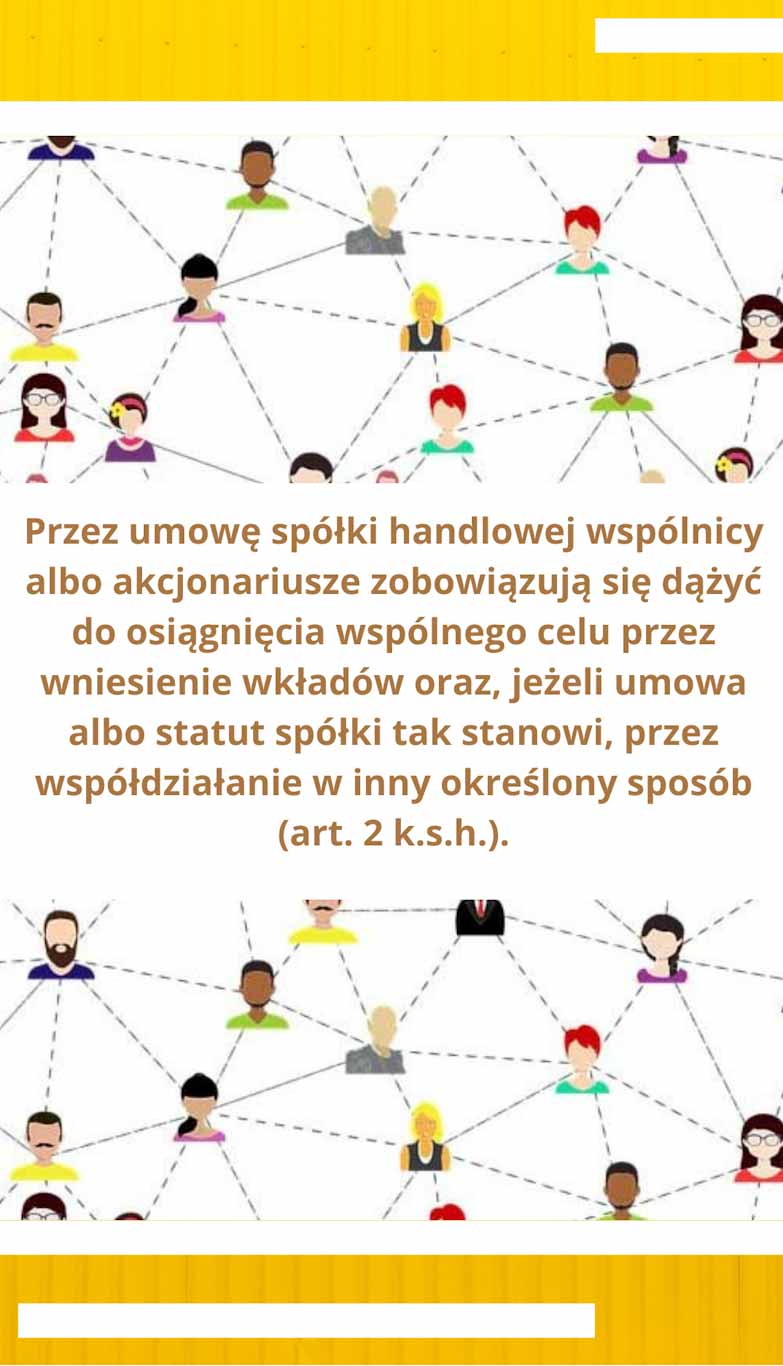 Przez umowę spółki handlowej wspólnicy
albo akcjonariusze zobowiązują się dążyć
do osiągnięcia wspólnego celu przez
wniesienie wkładów oraz, jeżeli umowa
albo statut spółki tak stanowi, przez
współdziałanie w inny określony sposób
(art. 2 k.s.h.).